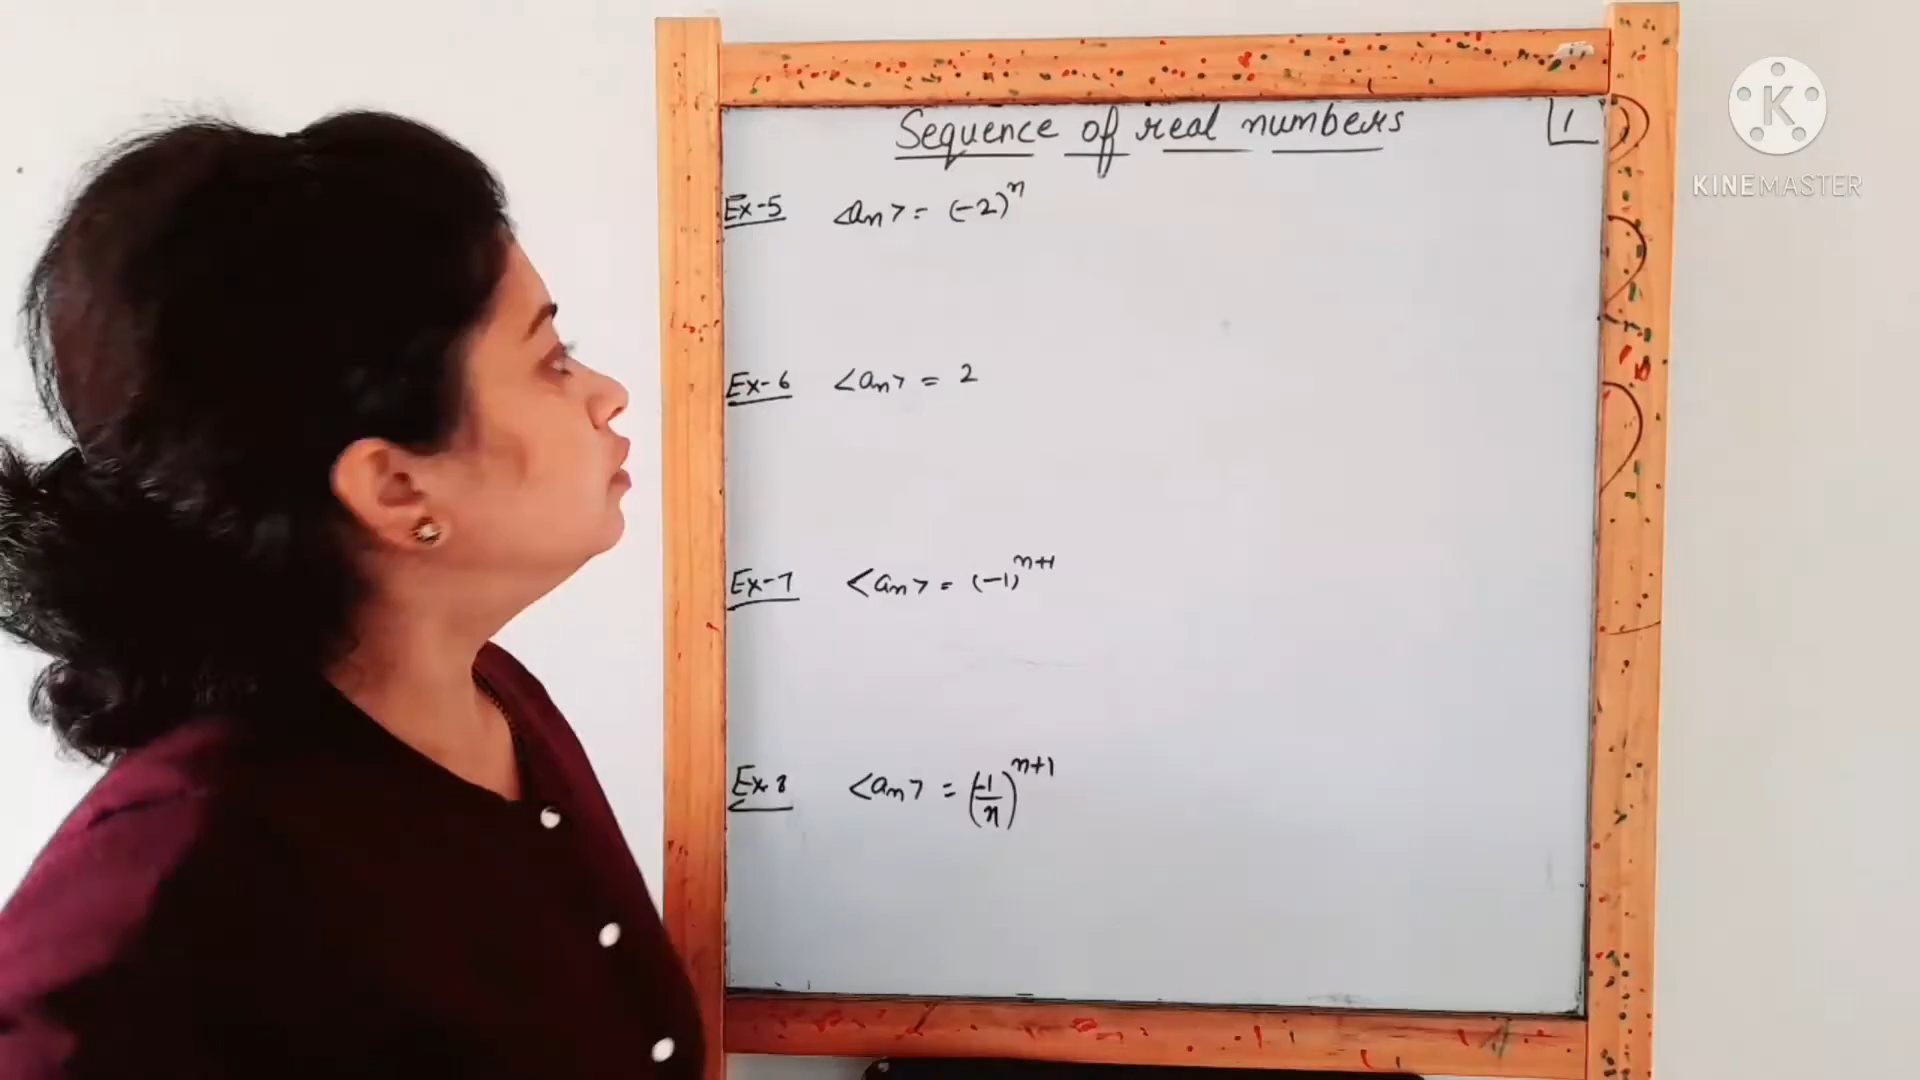 Sequence of real numbers
1
Ex-5 <an> = (-2)^n
Ex-6 <an> = 2
Ex-7 <an> = (-1)^n+1
Ex-8 <an> = (-1/n)^n+1
K
KINEMASTER